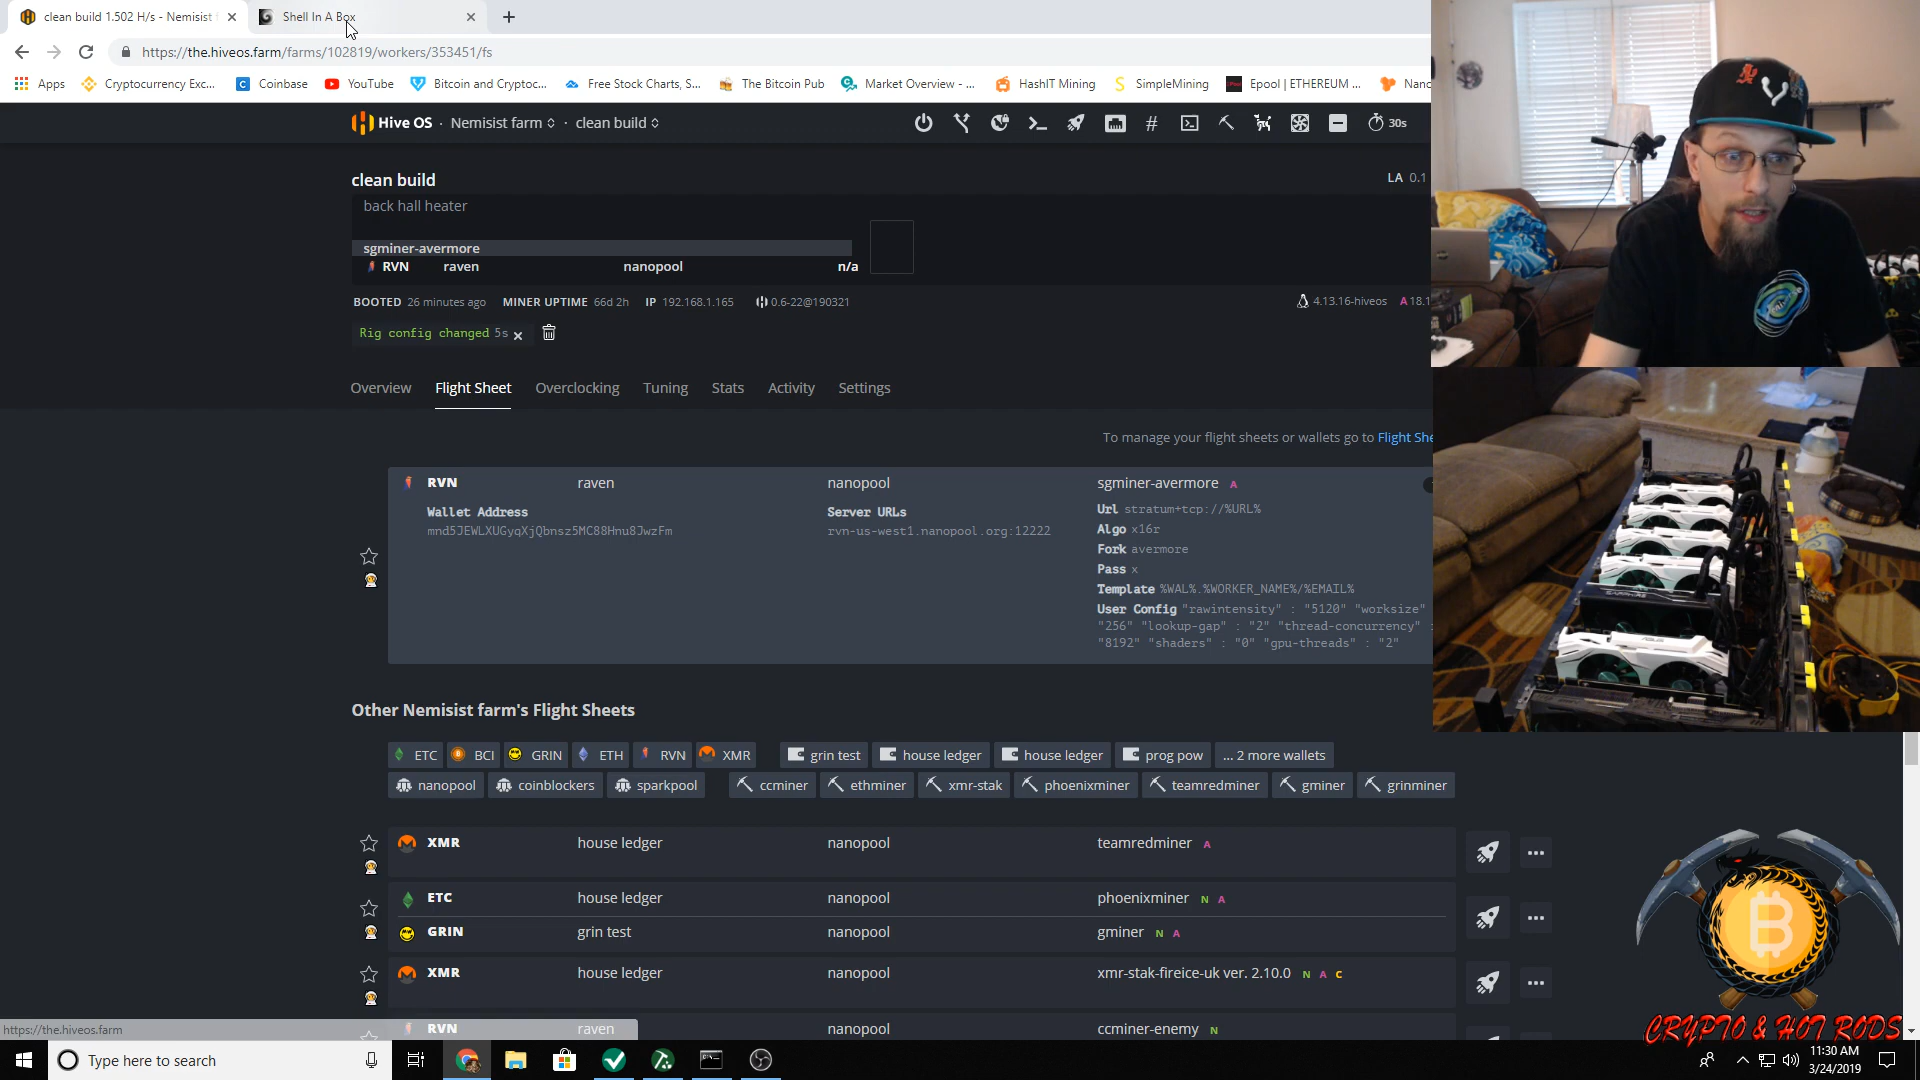 clean build 1.502 H/s - Nemisist
Shell In A Box
https://the.hiveos.farm/farms/102819/workers/353451/fs
Apps
Cryptocurrency Exc...
Coinbase
YouTube
Bitcoin and Cryptoc...
Free Stock Charts, S...
The Bitcoin Pub
Market Overview - ...
HashIT Mining
SimpleMining
Epool | ETHEREUM ...
Nanc
Hive OS · Nemisist farm · clean build
30s
clean build
LA 0.1
back hall heater
sgminer-avermore
RVN raven nanopool n/a
BOOTED 26 minutes ago MINER UPTIME 66d 2h IP 192.168.1.165 0.6-22@190321
4.13.16-hiveos A 18.1
Rig config changed 5s
Overview Flight Sheet Overclocking Tuning Stats Activity Settings
To manage your flight sheets or wallets go to Flight She
RVN raven nanopool sgminer-avermore A
Wallet Address
mnd5JEWLXUGyqXjQbnsz5MC88Hnu8JwzFm
Server URLs
rvn-us-west1.nanopool.org:12222
Url stratum+tcp://%URL%
Algo x16r
Fork avermore
Pass x
Template %WAL%.%WORKER_NAME%/%EMAIL%
User Config "rawintensity" : "5120" "worksize"
"256" "lookup-gap" : "2" "thread-concurrency" :
"8192" "shaders" : "0" "gpu-threads" : "2"
Other Nemisist farm's Flight Sheets
ETC BCI GRIN ETH RVN XMR grin test house ledger house ledger prog pow ... 2 more wallets
nanopool coinblockers sparkpool ccminer ethminer xmr-stak phoenixminer teamredminer gminer grinminer
XMR house ledger nanopool teamredminer A
ETC house ledger nanopool phoenixminer N A
GRIN grin test nanopool gminer N A
XMR house ledger nanopool xmr-stak-fireice-uk ver. 2.10.0 N A C
RVN raven nanopool ccminer-enemy N
https://the.hiveos.farm
CRYPTO & HOT RODS
Type here to search
11:30 AM
3/24/2019